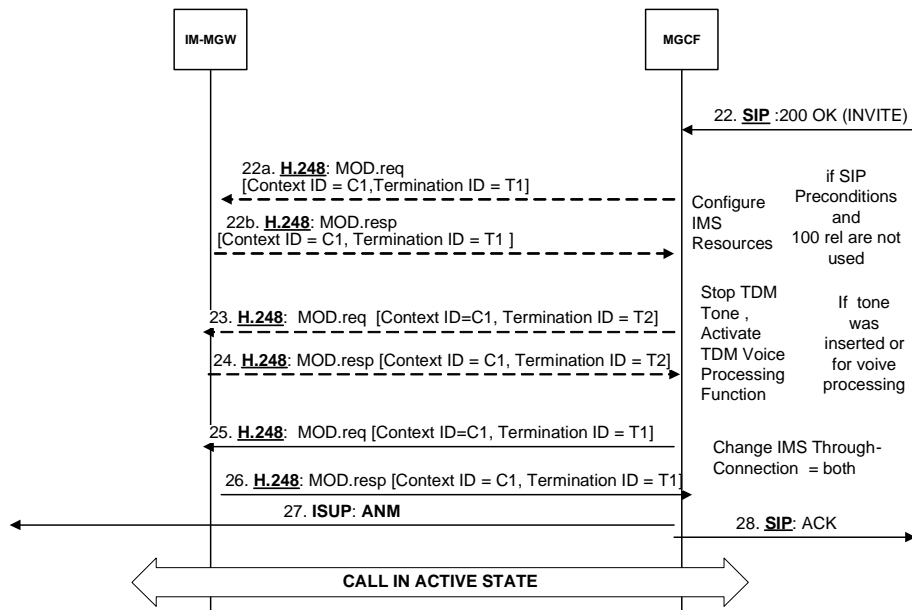 IM-MGW
MGCF
22. SIP :200 OK (INVITE)
22a. H.248: MOD.req
[Context ID = C1,Termination ID = T1]
Configure
IMS
Resources
if SIP
Preconditions
and
100 rel are not
used
22b. H.248: MOD.resp
[Context ID = C1, Termination ID = T1 ]
23. H.248: MOD.req [Context ID=C1, Termination ID = T2]
Stop TDM
Tone ,
Activate
TDM Voice
Processing
Function
If tone
was
inserted or
for voive
processing
24. H.248: MOD.resp [Context ID = C1, Termination ID = T2]
25. H.248: MOD.req [Context ID=C1, Termination ID = T1]
Change IMS Through-
Connection = both
26. H.248: MOD.resp [Context ID = C1, Termination ID = T1]
27. ISUP: ANM
28. SIP: ACK
CALL IN ACTIVE STATE